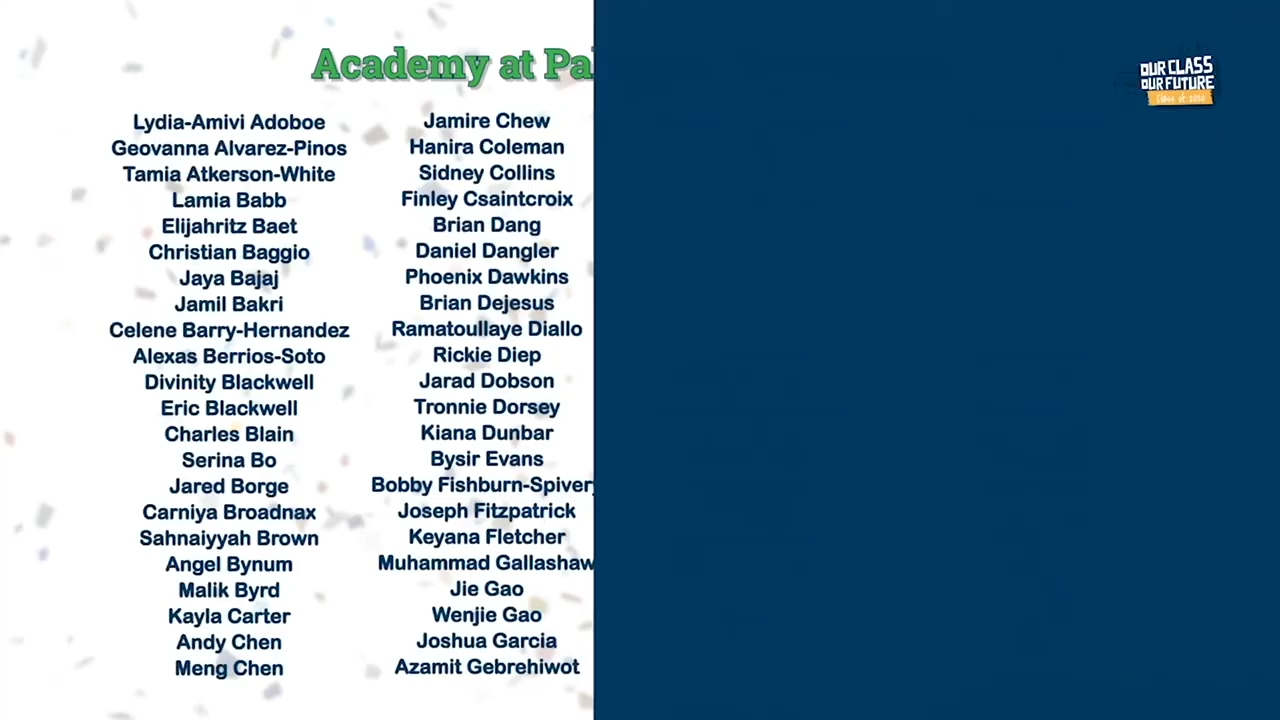 Academy at Pa
Lydia-Amivi Adoboe
Geovanna Alvarez-Pinos
Tamia Atkerson-White
Lamia Babb
Elijahritz Baet
Christian Baggio
Jaya Bajaj
Jamil Bakri
Celene Barry-Hernandez
Alexas Berrios-Soto
Divinity Blackwell
Eric Blackwell
Charles Blain
Serina Bo
Jared Borge
Carniya Broadnax
Sahnaiyyah Brown
Angel Bynum
Malik Byrd
Kayla Carter
Andy Chen
Meng Chen
Jamire Chew
Hanira Coleman
Sidney Collins
Finley Csaintcroix
Brian Dang
Daniel Dangler
Phoenix Dawkins
Brian Dejesus
Ramatoullaye Diallo
Rickie Diep
Jarad Dobson
Tronnie Dorsey
Kiana Dunbar
Bysir Evans
Bobby Fishburn-Spivery
Joseph Fitzpatrick
Keyana Fletcher
Muhammad Gallashaw
Jie Gao
Wenjie Gao
Joshua Garcia
Azamit Gebrehiwot
OUR CLASS
OUR FUTURE
Class of 2020